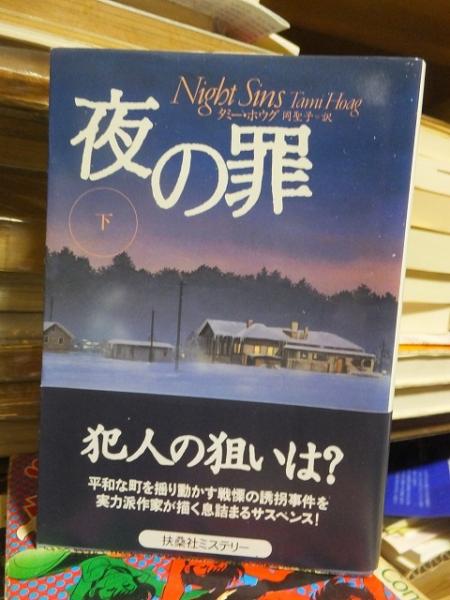 Night Sins Tami Hoag
タミー・ホウグ 岡聖子=訳
夜の罪
下
犯人の狙いは?
平和な町を揺り動かす戦慄の誘拐事件を
実力派作家が描く息詰まるサスペンス!
扶桑社ミステリー
Con